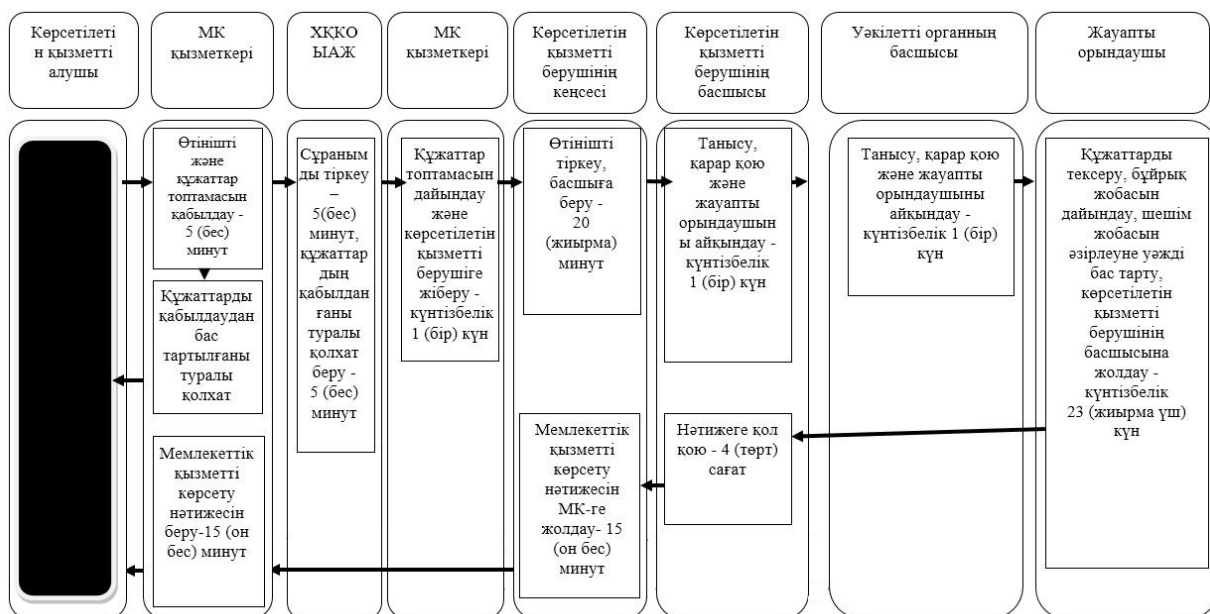 Көрсетілеті
н қызметті
алушы
МК
қызметкері
ХҚКО
ЫАЖ
МК
қызметкері
Көрсетілетін
қызметті
берушінің
кеңсесі
Көрсетілетін
қызметті
берушінің
басшысы
Уәкілетті органның
басшысы
Жауапты
орындаушы
Өтінішті
және
құжаттар
топтамасын
қабылдау -
5 (бес)
минут
Құжаттарды
қабылдаудан
бас
тартылғаны
туралы
қолхат
Мемлекеттік
қызметті
көрсету
нәтижесін
беру-15 (он
бес) минут
Сұраным
ды тіркеу
–
5(бес)
минут,
құжаттар
дың
қабылдан
ғаны
туралы
қолхат
беру -
5 (бес)
минут
Құжаттар
топтамасын
дайындау
және
көрсетілетін
қызметті
берушіге
жіберу -
күнтізбелік
1 (бір) күн
Өтінішті
тіркеу,
басшыға
беру -
20
(жиырма)
минут
Мемлекеттік
қызметті
көрсету
нәтижесін
МК-ге
жолдау- 15
(он бес)
минут
Танысу,
қарар қою
және
жауапты
орындаушын
ы айқындау -
күнтізбелік
1 (бір) күн
Нәтижеге қол
қою - 4 (төрт)
сағат
Танысу, қарар қою
және жауапты
орындаушыны
айқындау -
күнтізбелік 1 (бір)
күн
Құжаттарды
тексеру, бұйрық
жобасын
дайындау, шешім
жобасын
әзірлеуне уәжді
бас тарту,
көрсетілетін
қызметті
берушінің
басшысына
жолдау -
күнтізбелік
23 (жиырма үш)
күн